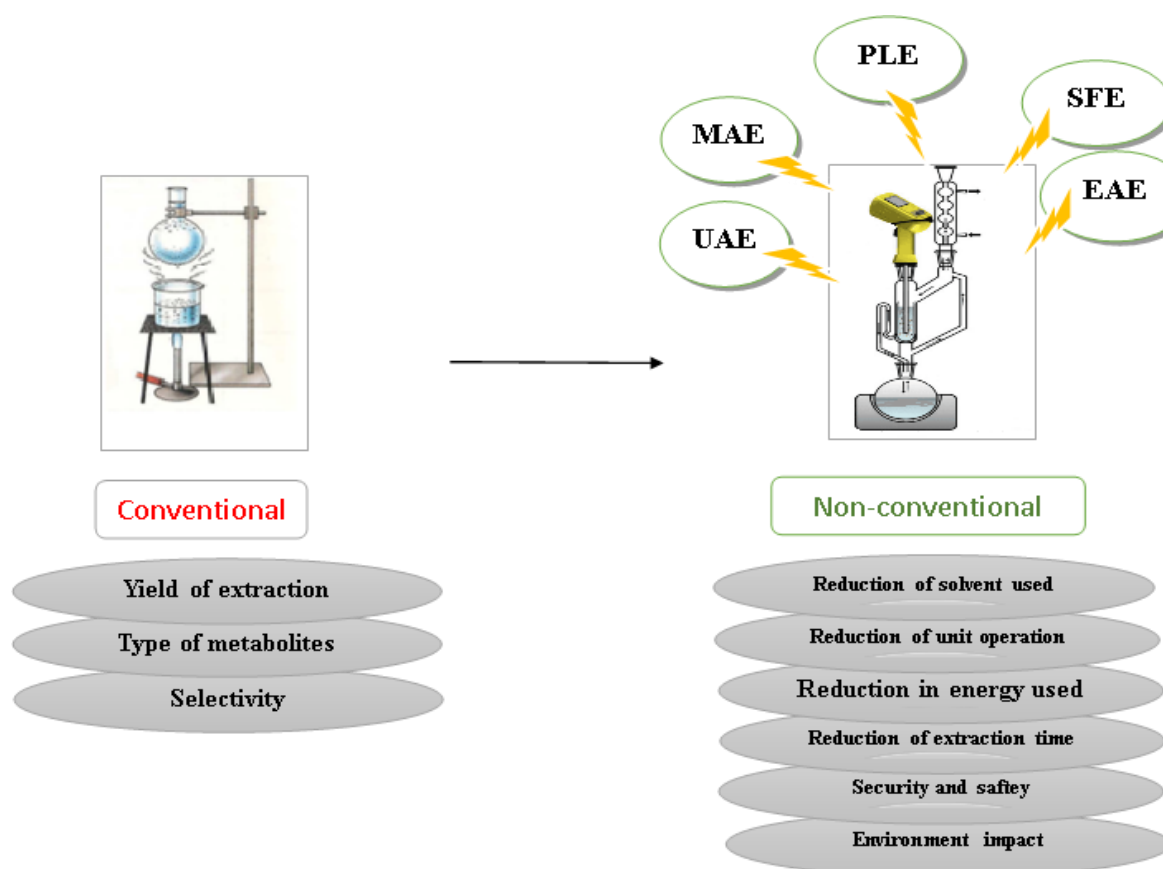 PLE
SFE
MAE
EAE
UAE
Conventional
Yield of extraction
Type of metabolites
Selectivity
Non-conventional
Reduction of solvent used
Reduction of unit operation
Reduction in energy used
Reduction of extraction time
Security and saftey
Environment impact